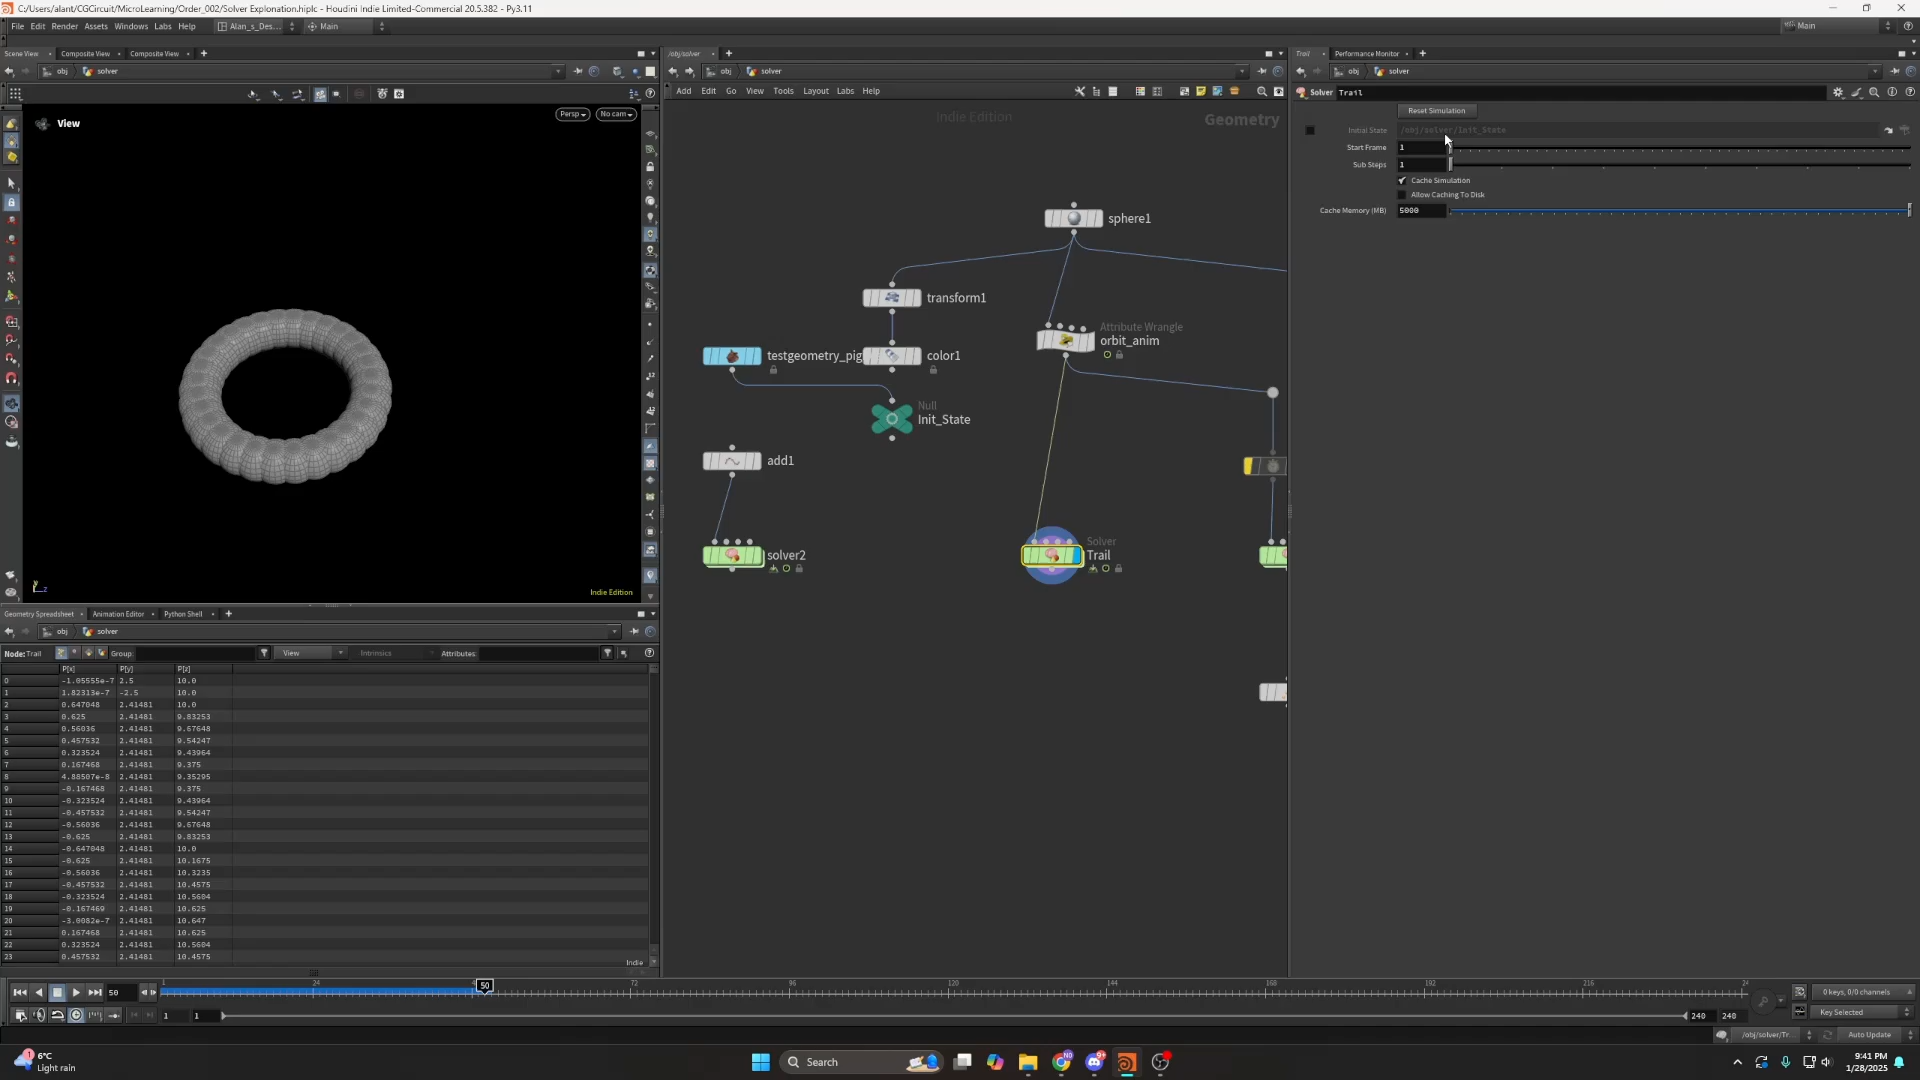 C:/Users/alant/CGCircuit/MicroLearning/Order_002/Solver Explonation.hiplc - Houdini Indie Limited-Commercial 20.5.382 - Py3.11
File Edit Render Assets Windows Labs Help Alan_s_Des... Main Main
Scene View Composite View Composite View
obj solver
View
Persp No cam
Indie Edition
/obj/solver
obj solver
Add Edit Go View Tools Layout Labs Help
Indie Edition Geometry
sphere1
transform1
Attribute Wrangle
orbit_anim
testgeometry_pig
color1
Null
Init_State
add1
solver2
Solver
Trail
Trail Performance Monitor
obj solver
Solver Trail
Reset Simulation
Initial State /obj/solver/Init_State
Start Frame 1
Sub Steps 1
Cache Simulation
Allow Caching To Disk
Cache Memory (MB) 5000
Geometry Spreadsheet Animation Editor Python Shell
obj solver
Node: Trail Group: View Intrinsics Attributes:
P[x] P[y] P[z]
0 -1.05555e-7 2.5 10.0
1 1.82313e-7 -2.5 10.0
2 0.647048 2.41481 10.0
3 0.625 2.41481 9.83253
4 0.56036 2.41481 9.67648
5 0.457532 2.41481 9.54247
6 0.323524 2.41481 9.43964
7 0.167468 2.41481 9.375
8 4.88507e-8 2.41481 9.35295
9 -0.167468 2.41481 9.375
10 -0.323524 2.41481 9.43964
11 -0.457532 2.41481 9.54247
12 -0.56036 2.41481 9.67648
13 -0.625 2.41481 9.83253
14 -0.647048 2.41481 10.0
15 -0.625 2.41481 10.1675
16 -0.56036 2.41481 10.3235
17 -0.457532 2.41481 10.4575
18 -0.323524 2.41481 10.5604
19 -0.167469 2.41481 10.625
20 -3.0082e-7 2.41481 10.647
21 0.167468 2.41481 10.625
22 0.323524 2.41481 10.5604
23 0.457532 2.41481 10.4575
Indie
50 1 24 50 72 96 120 144 168 192 216 24
0 keys, 0/0 channels
1 1 240 240 Key Selected
/obj/solver/Tr... Auto Update
6°C
Light rain
Search
9:41 PM
1/28/2025